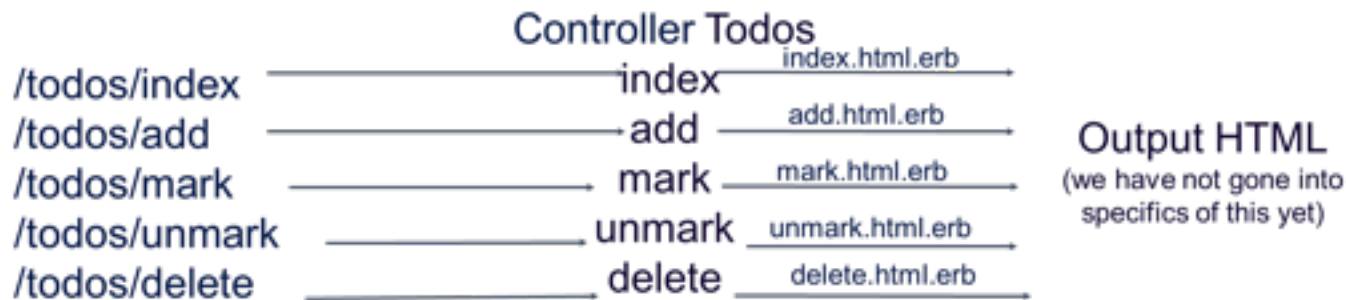 Controller Todos
/todos/index
index
index.html.erb
/todos/add
add
add.html.erb
/todos/mark
mark
mark.html.erb
/todos/unmark
unmark
unmark.html.erb
/todos/delete
delete
delete.html.erb
Output HTML
(we have not gone into
specifics of this yet)